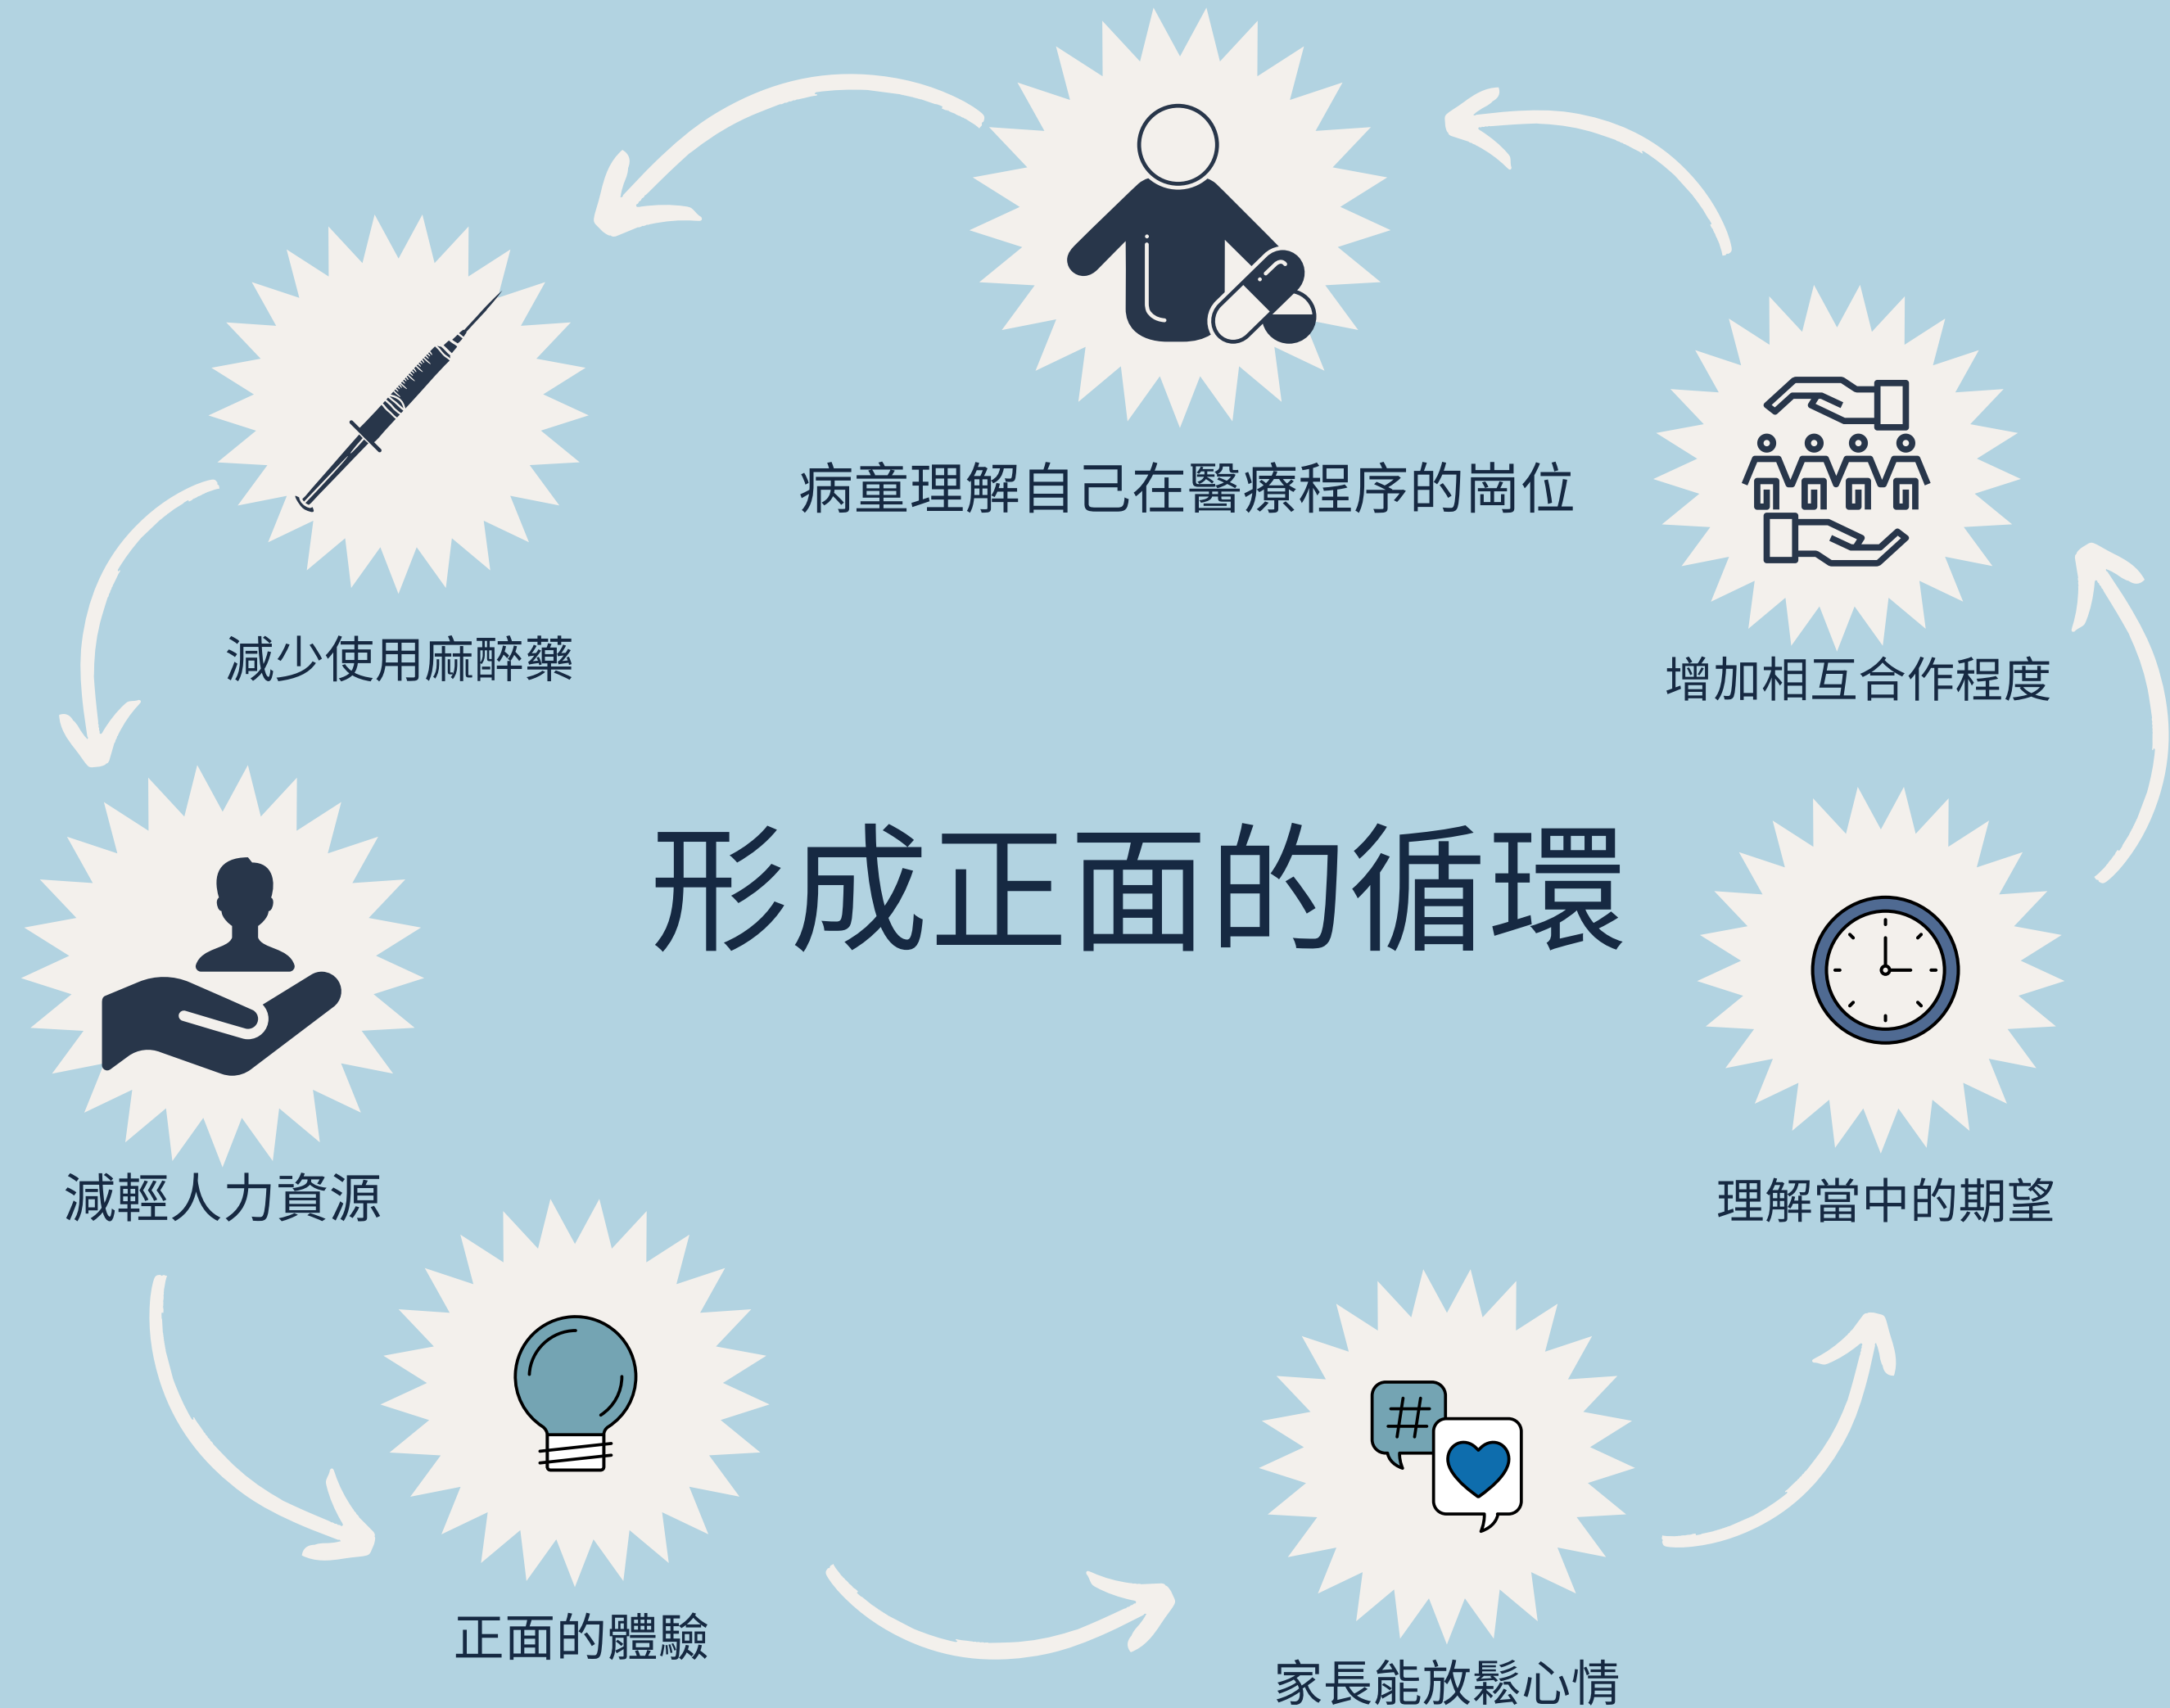 病童理解自己在醫療程序的定位
減少使用麻醉藥
增加相互合作程度
形成正面的循環
減輕人力資源
理解當中的期望
正面的體驗
家長能放鬆心情
#